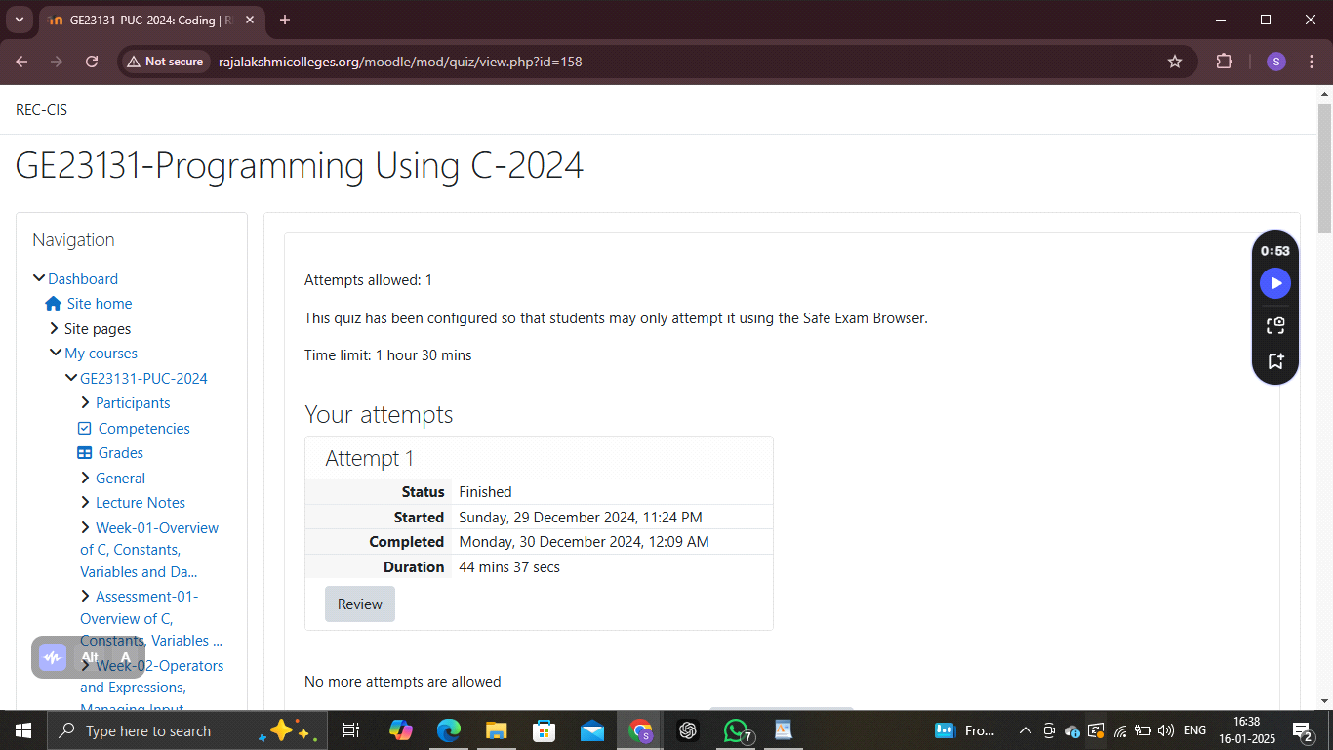 GE23131-PUC-2024: Coding | R
Not secure
rajalakshmicolleges.org/moodle/mod/quiz/view.php?id=158
S
REC-CIS
GE23131-Programming Using C-2024
Navigation
Dashboard
Site home
Site pages
My courses
GE23131-PUC-2024
Participants
Competencies
Grades
General
Lecture Notes
Week-01-Overview
of C, Constants,
Variables and Da...
Assessment-01-
Overview of C,
Constants, Variables ...
Week-02-Operators
and Expressions,
Managing Input
Alt A
Attempts allowed: 1
This quiz has been configured so that students may only attempt it using the Safe Exam Browser.
Time limit: 1 hour 30 mins
Your attempts
Attempt 1
Status Finished
Started Sunday, 29 December 2024, 11:24 PM
Completed Monday, 30 December 2024, 12:09 AM
Duration 44 mins 37 secs
Review
No more attempts are allowed
0:53
Type here to search
7
Fro...
ENG
16:38
16-01-2025
2